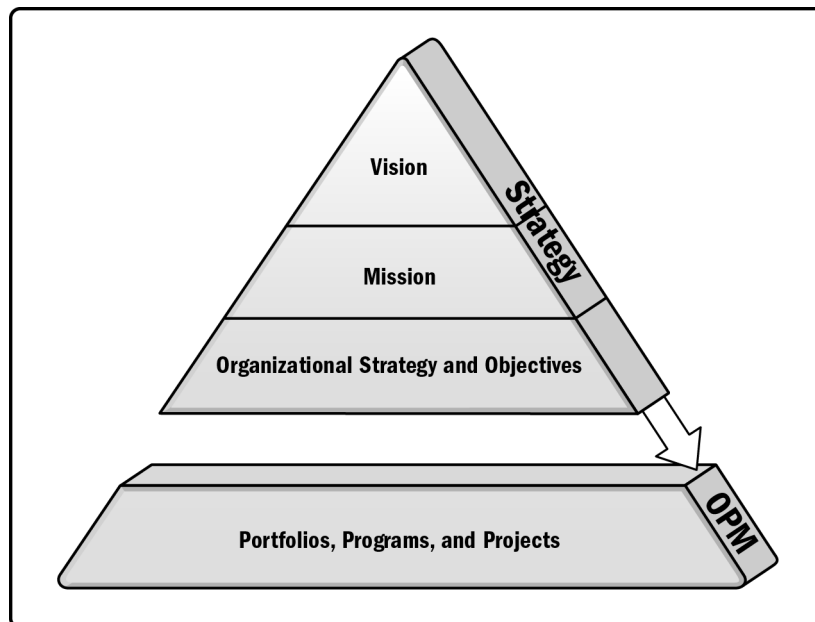 Vision
Strategy
Mission
Organizational Strategy and Objectives
Portfolios, Programs, and Projects
OPM